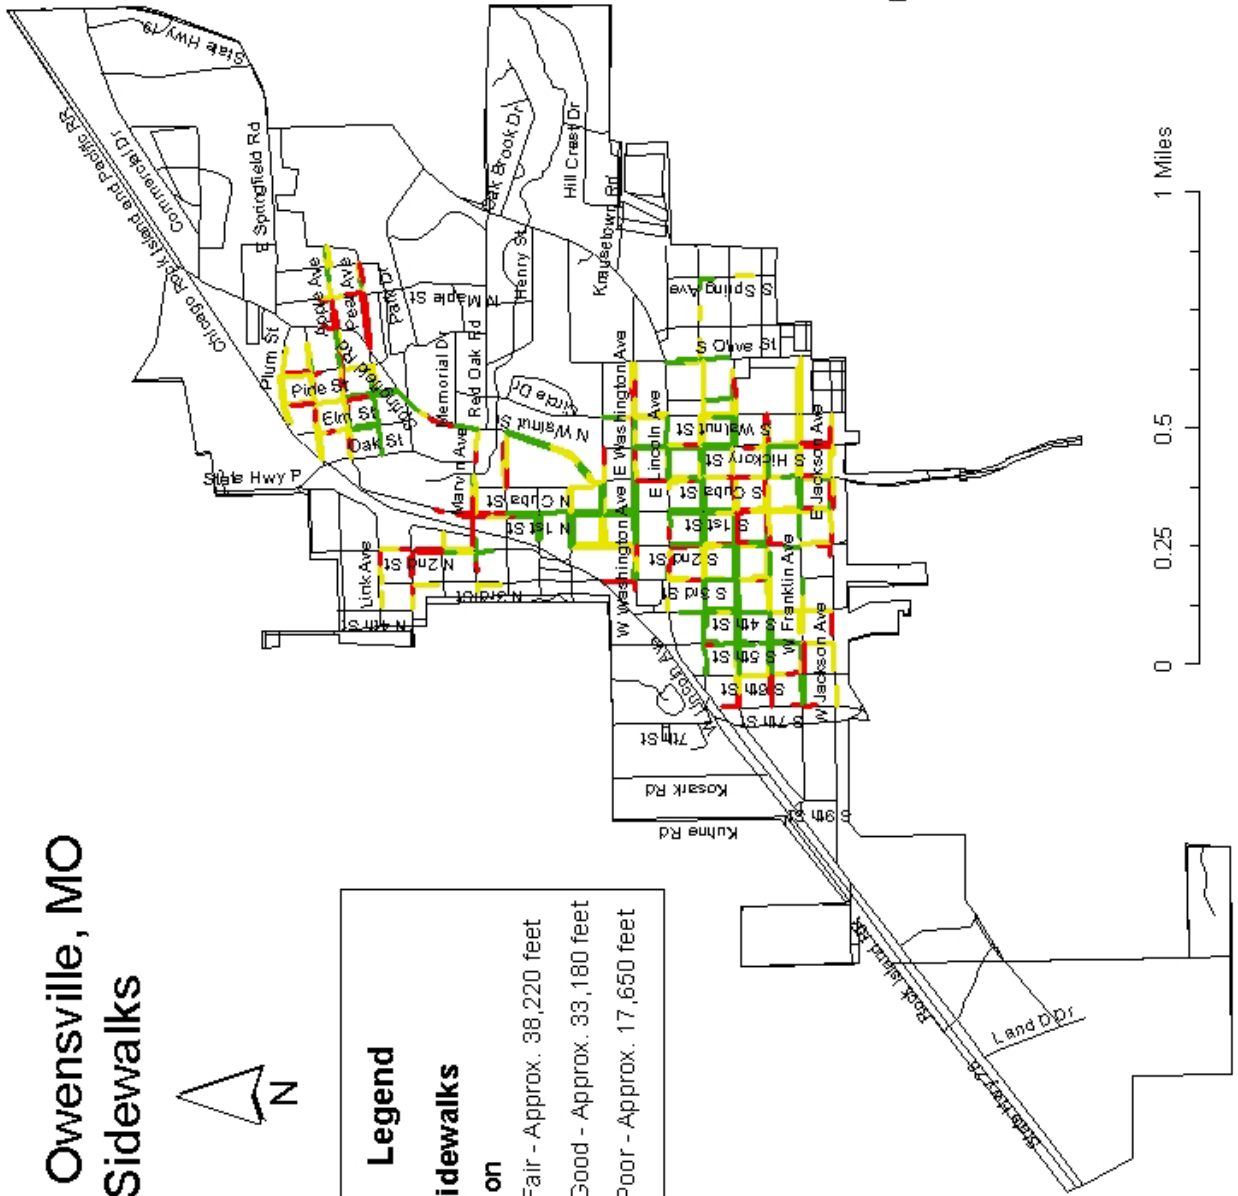 Owensville, MO
Sidewalks
N
Legend
idewalks
on
Fair - Approx. 38,220 feet
Good - Approx. 33,180 feet
Poor - Approx. 17,650 feet
State Hwy 19
Chicago Rock Island and Pacific RR
Commercial Dr
E Springfield Rd
Plum St
Apple Ave
Peer Ave
Park Dr
N Maple St
Pine St
Elm St
Oak St
Springfield Rd
Memorial Dr
Red Oak Rd
Oak Brook Dr
Hill Crest Dr
Henry St
Krausetown Rd
Circle Dr
N Walnut St
State Hwy P
Marvin Ave
N Cuba St
N 1st St
N 2nd St
N 3rd St
N 4th St
Link Ave
W Washington Ave
E Washington Ave
E Lincoln Ave
W Lincoln Ave
S Spring Ave
S Olive St
S Walnut St
S Hickory St
S Cuba St
S 1st St
S 2nd St
S 3rd St
S 4th St
S 5th St
S 6th St
S 7th St
7th St
S 9th St
W Franklin Ave
E Jackson Ave
W Jackson Ave
Kosark Rd
Kuhne Rd
Rock Island RR
State Hwy 28
Land D Dr
0 0.25 0.5 1 Miles